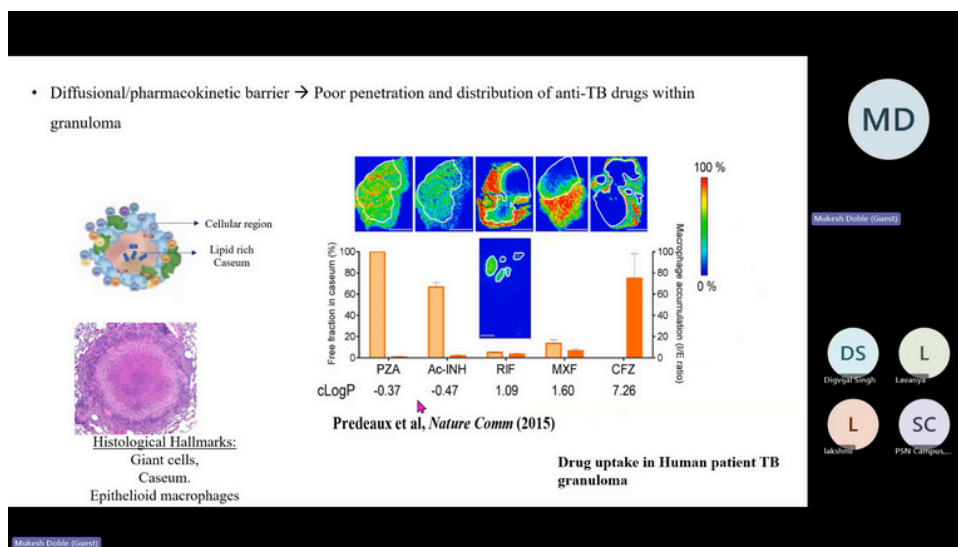 • Diffusional/pharmacokinetic barrier → Poor penetration and distribution of anti-TB drugs within
granuloma
Cellular region
Lipid rich
Caseum
Histological Hallmarks:
Giant cells,
Caseum.
Epithelioid macrophages
100 %
0 %
Free fraction in caseum (%)
100
80
60
40
20
0
Macrophage accumulation (I/E ratio)
100
80
60
40
20
0
PZA Ac-INH RIF MXF CFZ
cLogP -0.37 -0.47 1.09 1.60 7.26
Predeaux et al, Nature Comm (2015)
Drug uptake in Human patient TB
granuloma
MD
Mukesh Doble (Guest)
DS
Digvijai Singh
L
Lavanya
L
lakshmi
SC
PSN Campus,...
Mukesh Doble (Guest)